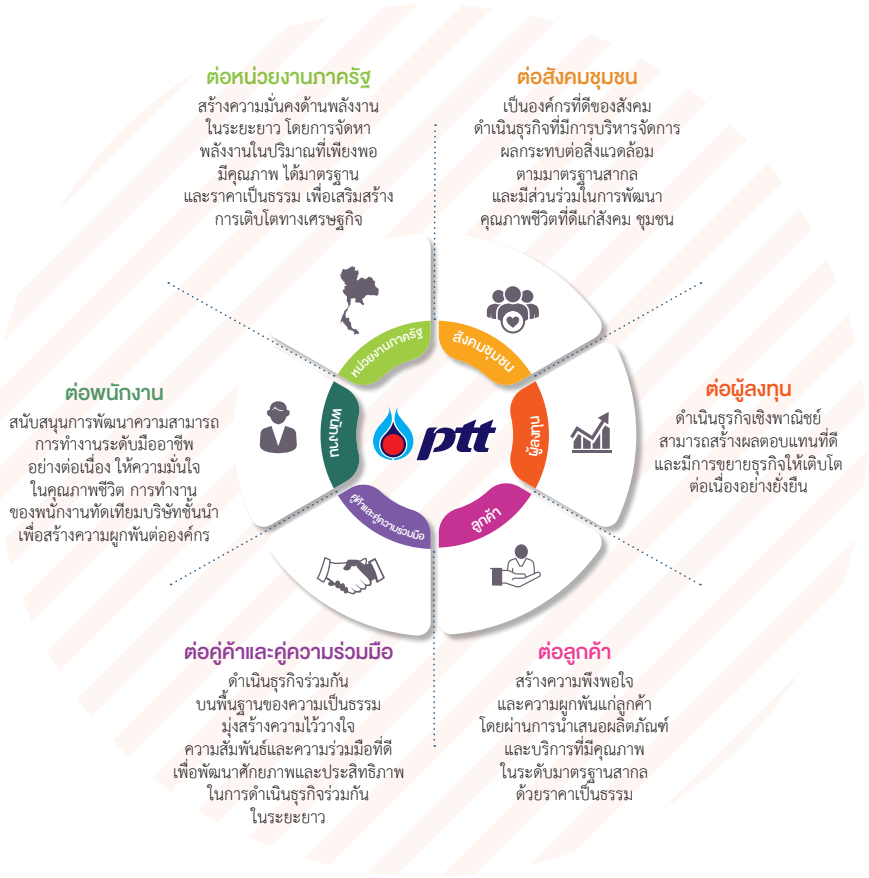 ต่อหน่วยงานภาครัฐ
สร้างความมั่นคงด้านพลังงาน
ในระยะยาว โดยการจัดหา
พลังงานในปริมาณที่เพียงพอ
มีคุณภาพ ได้มาตรฐาน
และราคาเป็นธรรม เพื่อเสริมสร้าง
การเติบโตทางเศรษฐกิจ
ต่อสังคมชุมชน
เป็นองค์กรที่ดีของสังคม
ดำเนินธุรกิจที่มีการบริหารจัดการ
ผลกระทบต่อสิ่งแวดล้อม
ตามมาตรฐานสากล
และมีส่วนร่วมในการพัฒนา
คุณภาพชีวิตที่ดีแก่สังคม ชุมชน
ต่อผู้ลงทุน
ดำเนินธุรกิจเชิงพาณิชย์
สามารถสร้างผลตอบแทนที่ดี
และมีการขยายธุรกิจให้เติบโต
ต่อเนื่องอย่างยั่งยืน
ต่อพนักงาน
สนับสนุนการพัฒนาความสามารถ
การทำงานระดับมืออาชีพ
อย่างต่อเนื่อง ให้ความมั่นใจ
ในคุณภาพชีวิต การทำงาน
ของพนักงานทัดเทียมบริษัทชั้นนำ
เพื่อสร้างความผูกพันต่อองค์กร
หน่วยงานภาครัฐ
สังคมชุมชน
พนักงาน
ptt
ผู้ลงทุน
คู่ค้าและคู่ความร่วมมือ
ลูกค้า
ต่อคู่ค้าและคู่ความร่วมมือ
ดำเนินธุรกิจร่วมกัน
บนพื้นฐานของความเป็นธรรม
มุ่งสร้างความไว้วางใจ
ความสัมพันธ์และความร่วมมือที่ดี
เพื่อพัฒนาศักยภาพและประสิทธิภาพ
ในการดำเนินธุรกิจร่วมกัน
ในระยะยาว
ต่อลูกค้า
สร้างความพึงพอใจ
และความผูกพันแก่ลูกค้า
โดยผ่านการนำเสนอผลิตภัณฑ์
และบริการที่มีคุณภาพ
ในระดับมาตรฐานสากล
ด้วยราคาเป็นธรรม